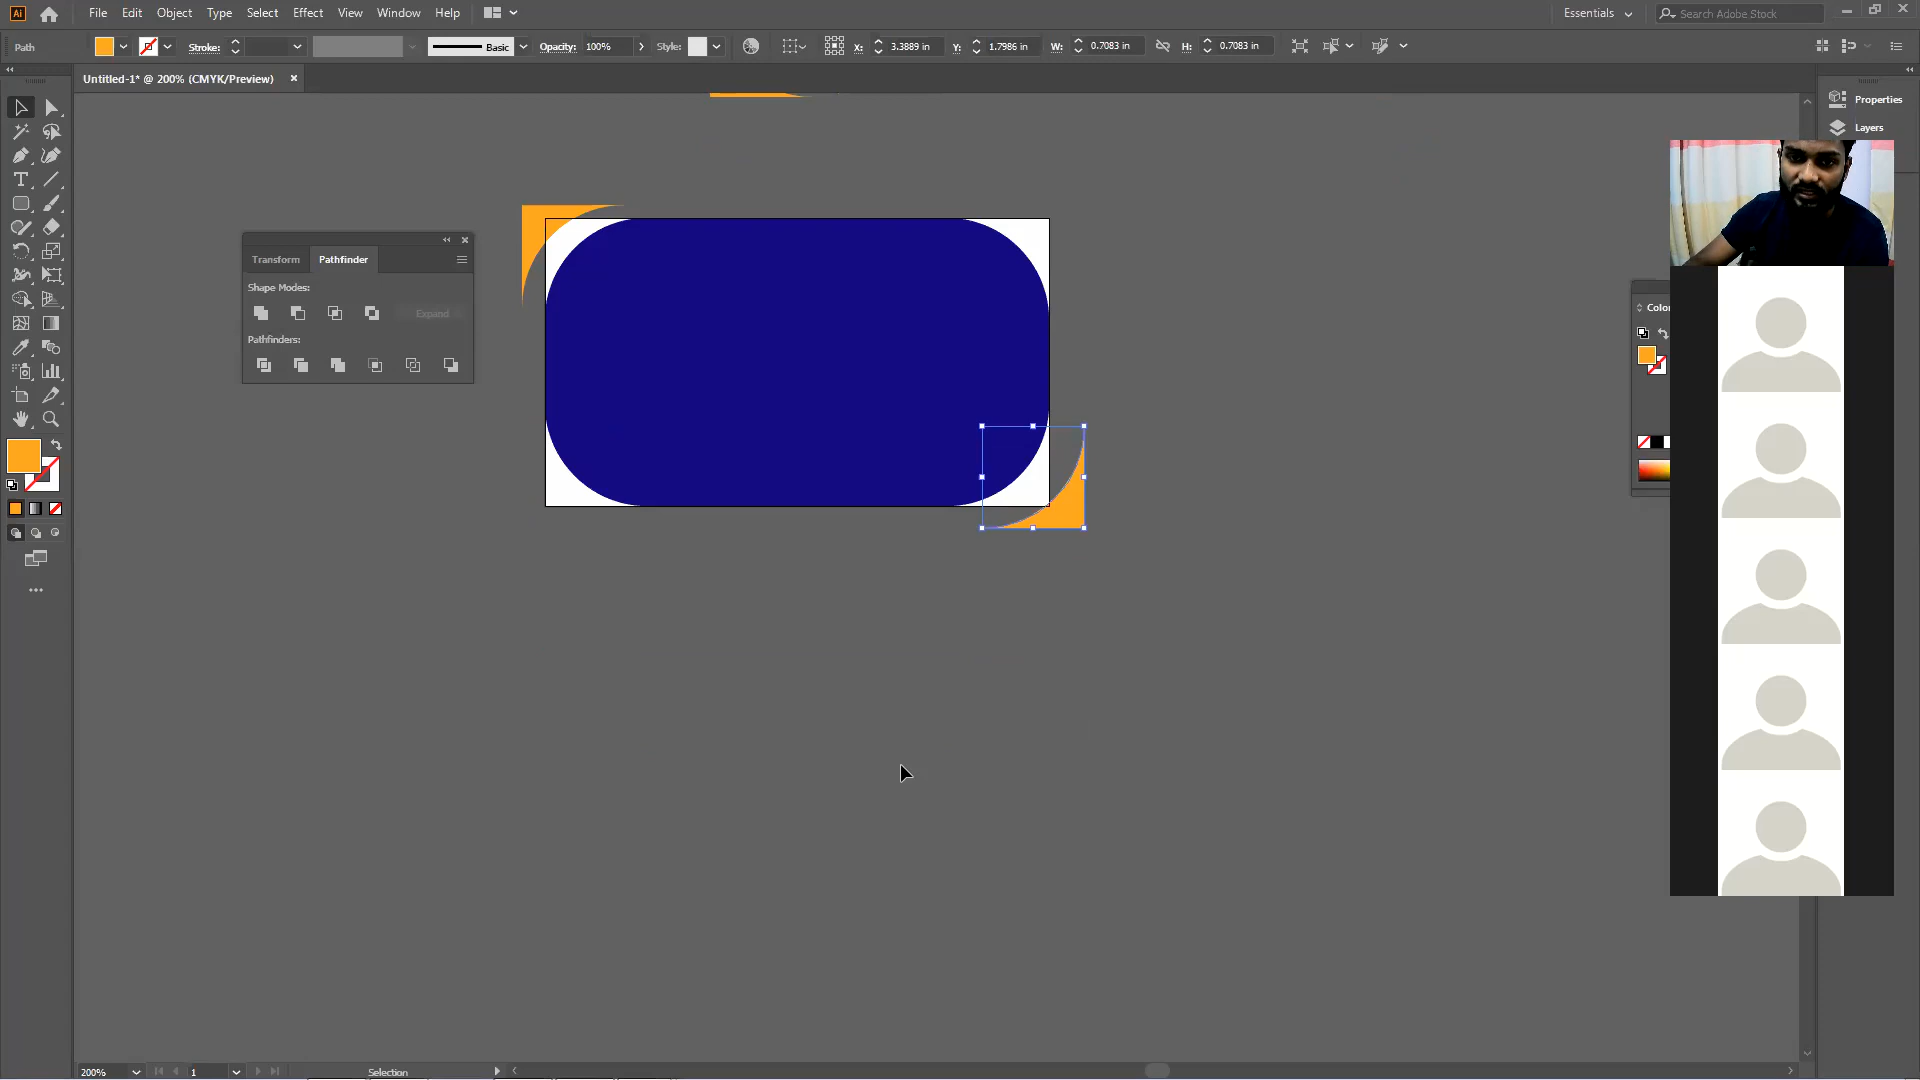 Ai File Edit Object Type Select Effect View Window Help Essentials Search Adobe Stock
Path Stroke: Basic Opacity: 100% Style: X: 3.3889 in Y: 1.7986 in W: 0.7083 in H: 0.7083 in
Untitled-1* @ 200% (CMYK/Preview)
Properties
Layers
Transform Pathfinder
Shape Modes:
Expand
Pathfinders:
Color
200% 1 Selection